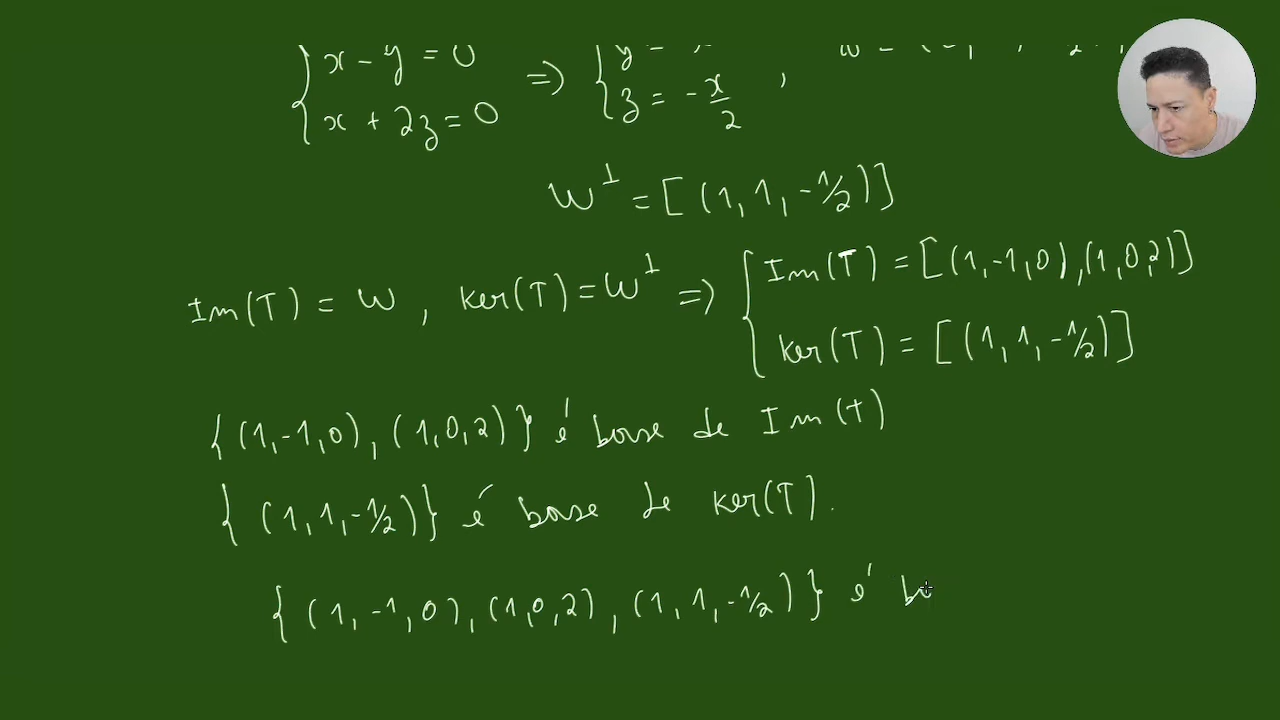 { x - y = 0
x + 2z = 0 ⇒ { z = -x/2 ,
W^⊥ = [(1, 1, -1/2)]
Im(T) = W , Ker(T) = W^⊥ ⇒ { Im(T) = [(1,-1,0),(1,0,2)]
Ker(T) = [(1, 1, -1/2)]
{(1,-1,0), (1,0,2)} é base de Im(T)
{(1,1,-1/2)} é base de Ker(T).
{(1,-1,0), (1,0,2), (1,1,-1/2)} é ba